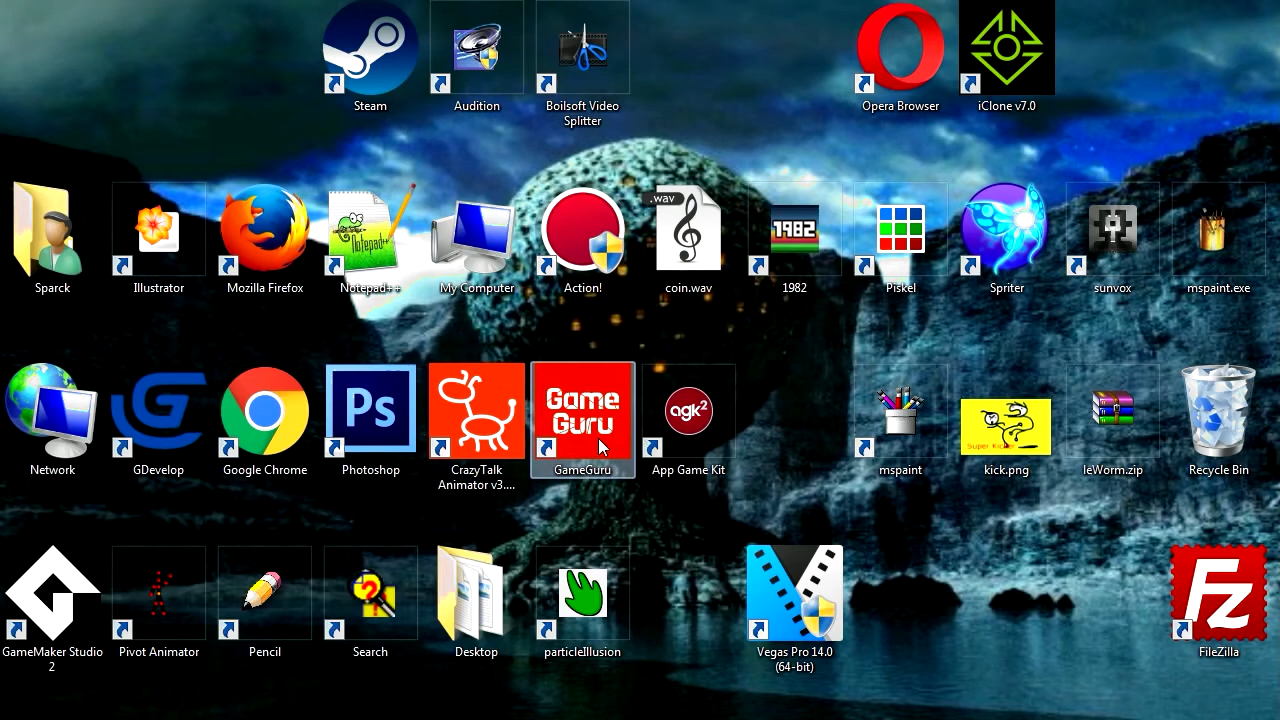 Steam
Audition
Boilsoft Video
Splitter
Opera Browser
iClone v7.0
.wav
Notepad++
1982
Sparck
Illustrator
Mozilla Firefox
Notepad++
My Computer
Action!
coin.wav
1982
Piskel
Spriter
sunvox
mspaint.exe
Ps
Game
Guru
agk2
Super Kicker
Network
GDevelop
Google Chrome
Photoshop
CrazyTalk
Animator v3....
GameGuru
App Game Kit
mspaint
kick.png
leWorm.zip
Recycle Bin
Fz
GameMaker Studio
2
Pivot Animator
Pencil
Search
Desktop
particleIllusion
Vegas Pro 14.0
(64-bit)
FileZilla